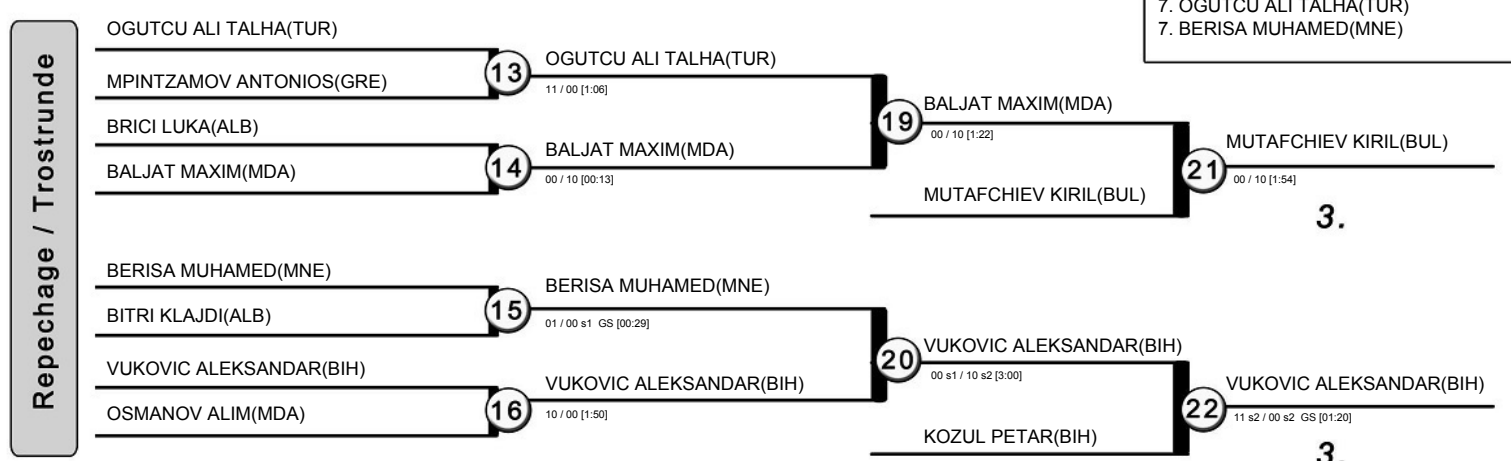 7. OGUTCU ALI TALHA(TUR)
7. BERISA MUHAMED(MNE)
Repechage / Trostrunde
OGUTCU ALI TALHA(TUR)
MPINTZAMOV ANTONIOS(GRE)
13
OGUTCU ALI TALHA(TUR)
11 / 00 [1:06]
BRICI LUKA(ALB)
BALJAT MAXIM(MDA)
14
BALJAT MAXIM(MDA)
00 / 10 [00:13]
19
BALJAT MAXIM(MDA)
00 / 10 [1:22]
MUTAFCHIEV KIRIL(BUL)
21
MUTAFCHIEV KIRIL(BUL)
00 / 10 [1:54]
3.
BERISA MUHAMED(MNE)
BITRI KLAJDI(ALB)
15
BERISA MUHAMED(MNE)
01 / 00 s1 GS [00:29]
VUKOVIC ALEKSANDAR(BIH)
OSMANOV ALIM(MDA)
16
VUKOVIC ALEKSANDAR(BIH)
10 / 00 [1:50]
20
VUKOVIC ALEKSANDAR(BIH)
00 s1 / 10 s2 [3:00]
KOZUL PETAR(BIH)
22
VUKOVIC ALEKSANDAR(BIH)
11 s2 / 00 s2 GS [01:20]
3.